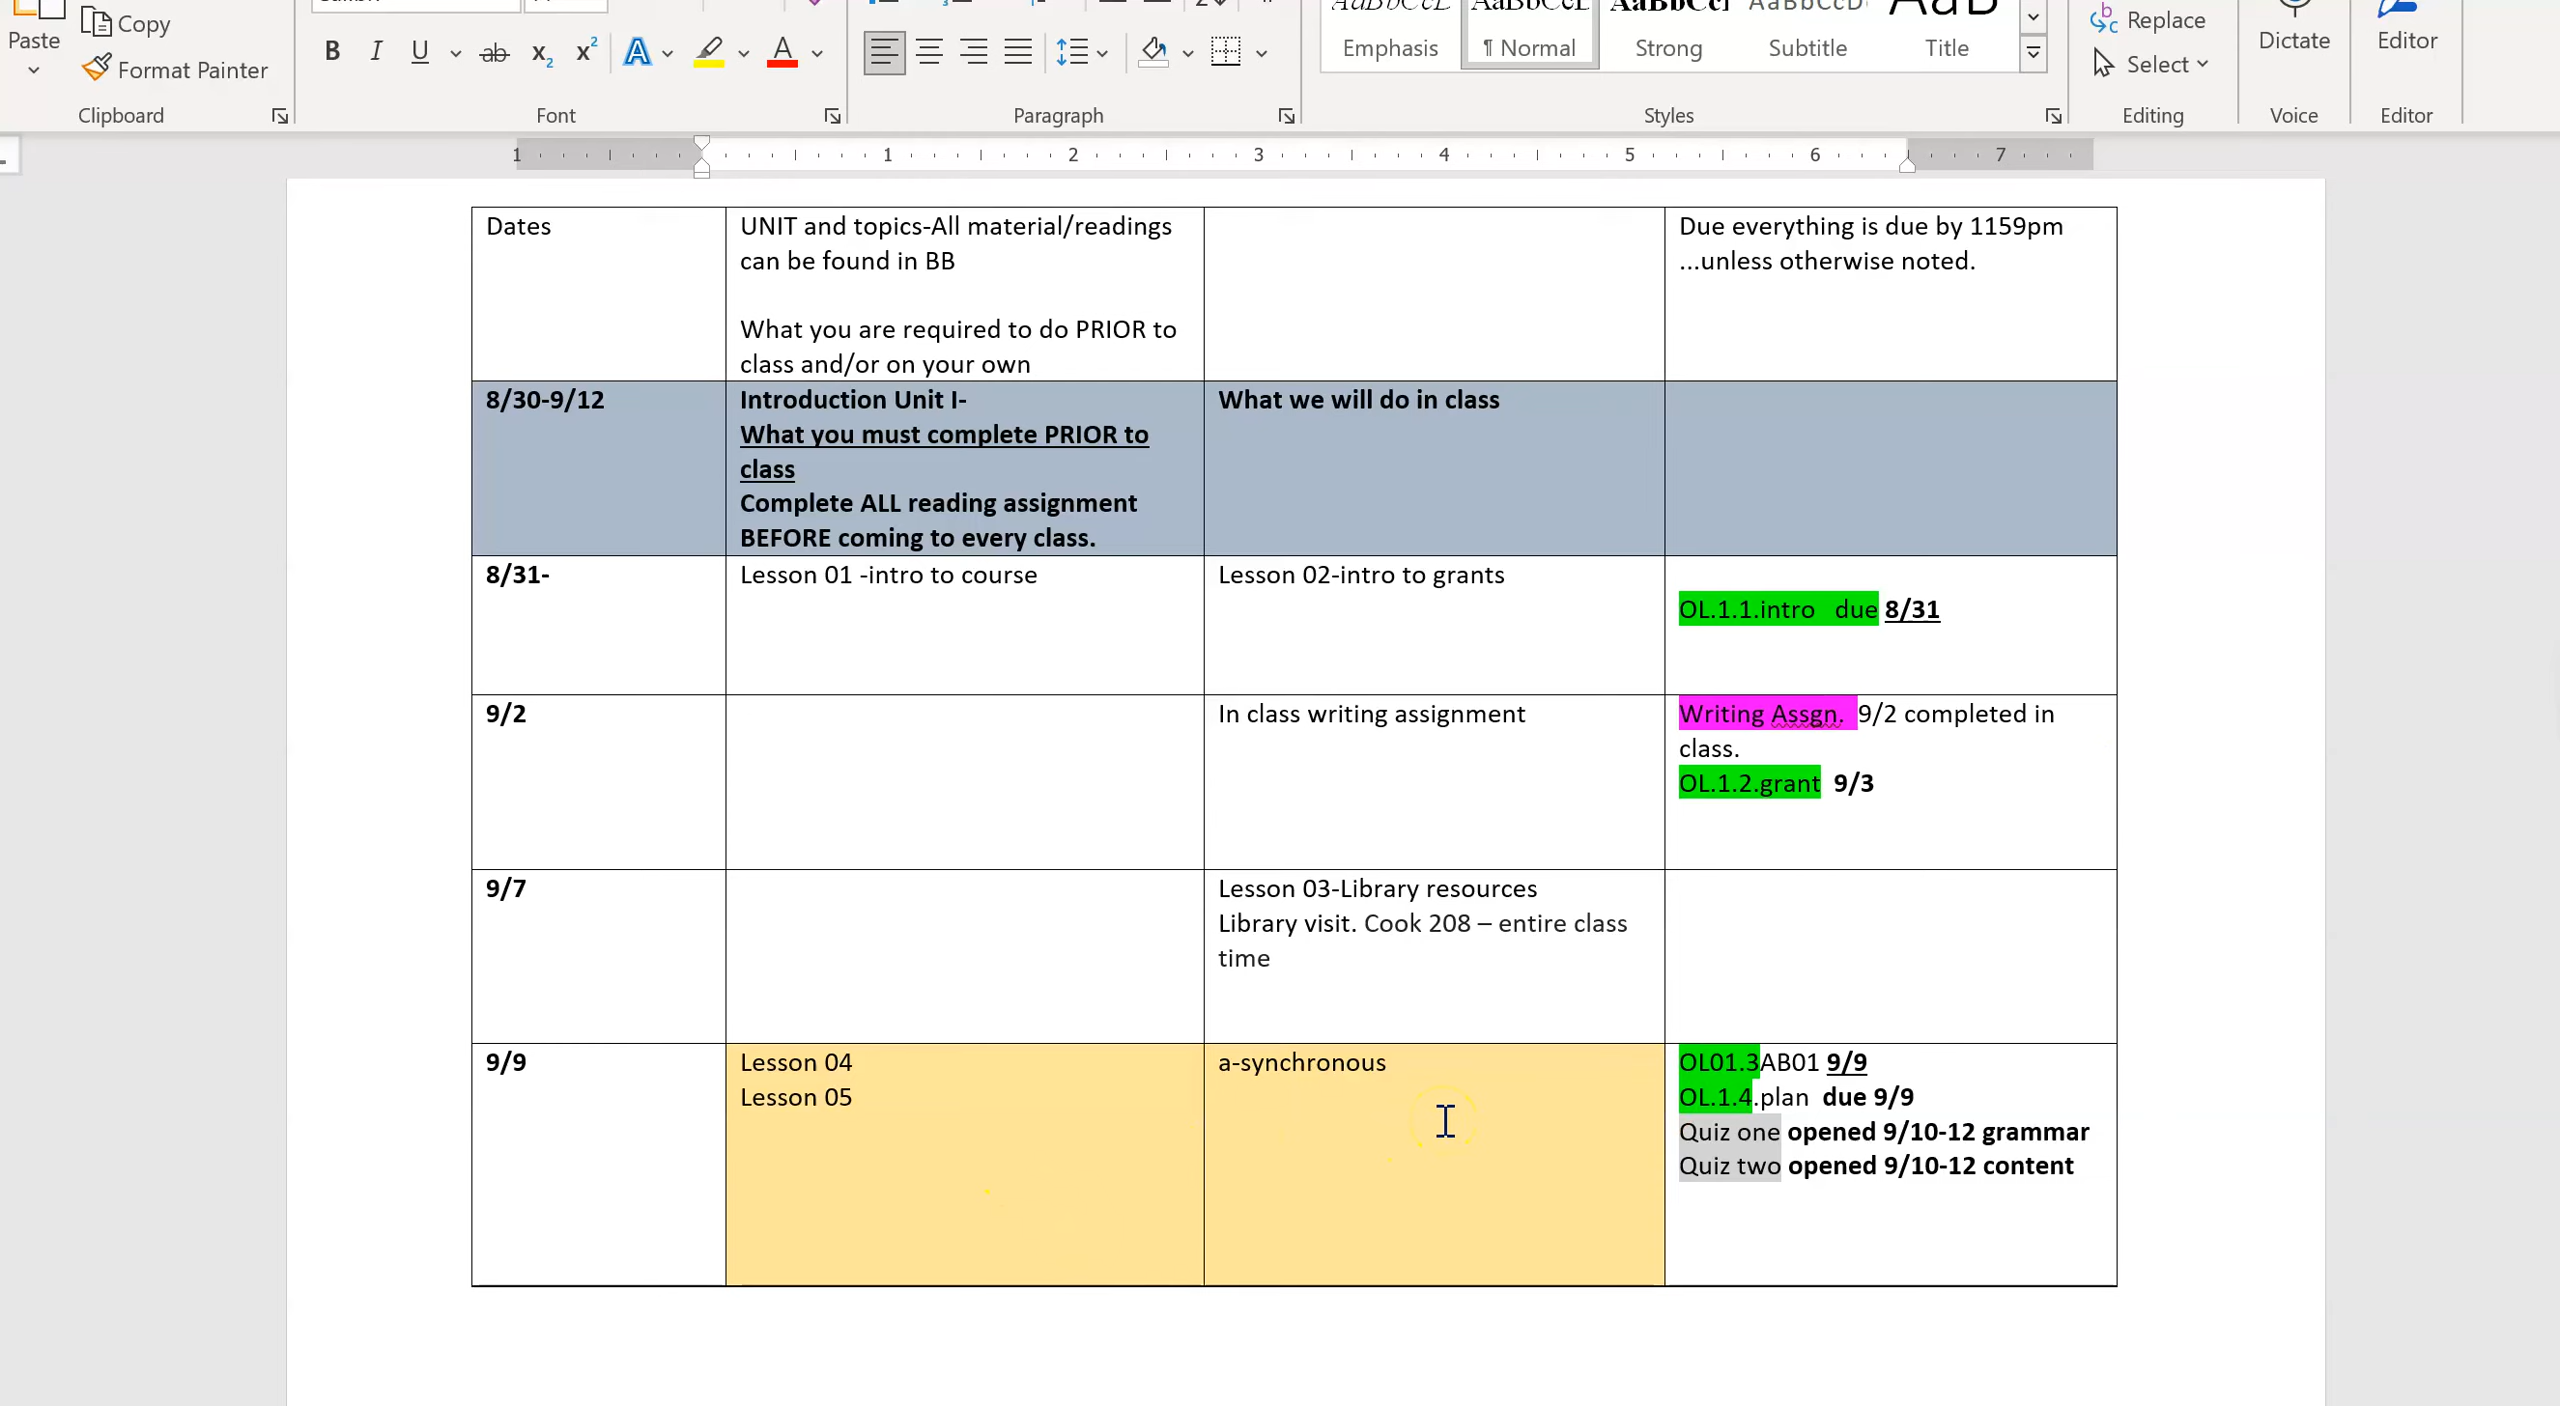 Paste
Copy
Format Painter
Clipboard
B I U ab x2 x2 A A
Font
Paragraph
AaBbCcL AaBbCcL AaBbCcI AaBbCcD AaB
Emphasis ¶ Normal Strong Subtitle Title
Styles
Replace
Select
Editing
Dictate
Voice
Editor
Editor
1 1 2 3 4 5 6 7
Dates
UNIT and topics-All material/readings
can be found in BB
What you are required to do PRIOR to
class and/or on your own
Due everything is due by 1159pm
...unless otherwise noted.
8/30-9/12
Introduction Unit I-
What you must complete PRIOR to
class
Complete ALL reading assignment
BEFORE coming to every class.
What we will do in class
8/31-
Lesson 01 -intro to course
Lesson 02-intro to grants
OL.1.1.intro due 8/31
9/2
In class writing assignment
Writing Assgn. 9/2 completed in
class.
OL.1.2.grant 9/3
9/7
Lesson 03-Library resources
Library visit. Cook 208 – entire class
time
9/9
Lesson 04
Lesson 05
a-synchronous
OL01.3AB01 9/9
OL.1.4.plan due 9/9
Quiz one opened 9/10-12 grammar
Quiz two opened 9/10-12 content